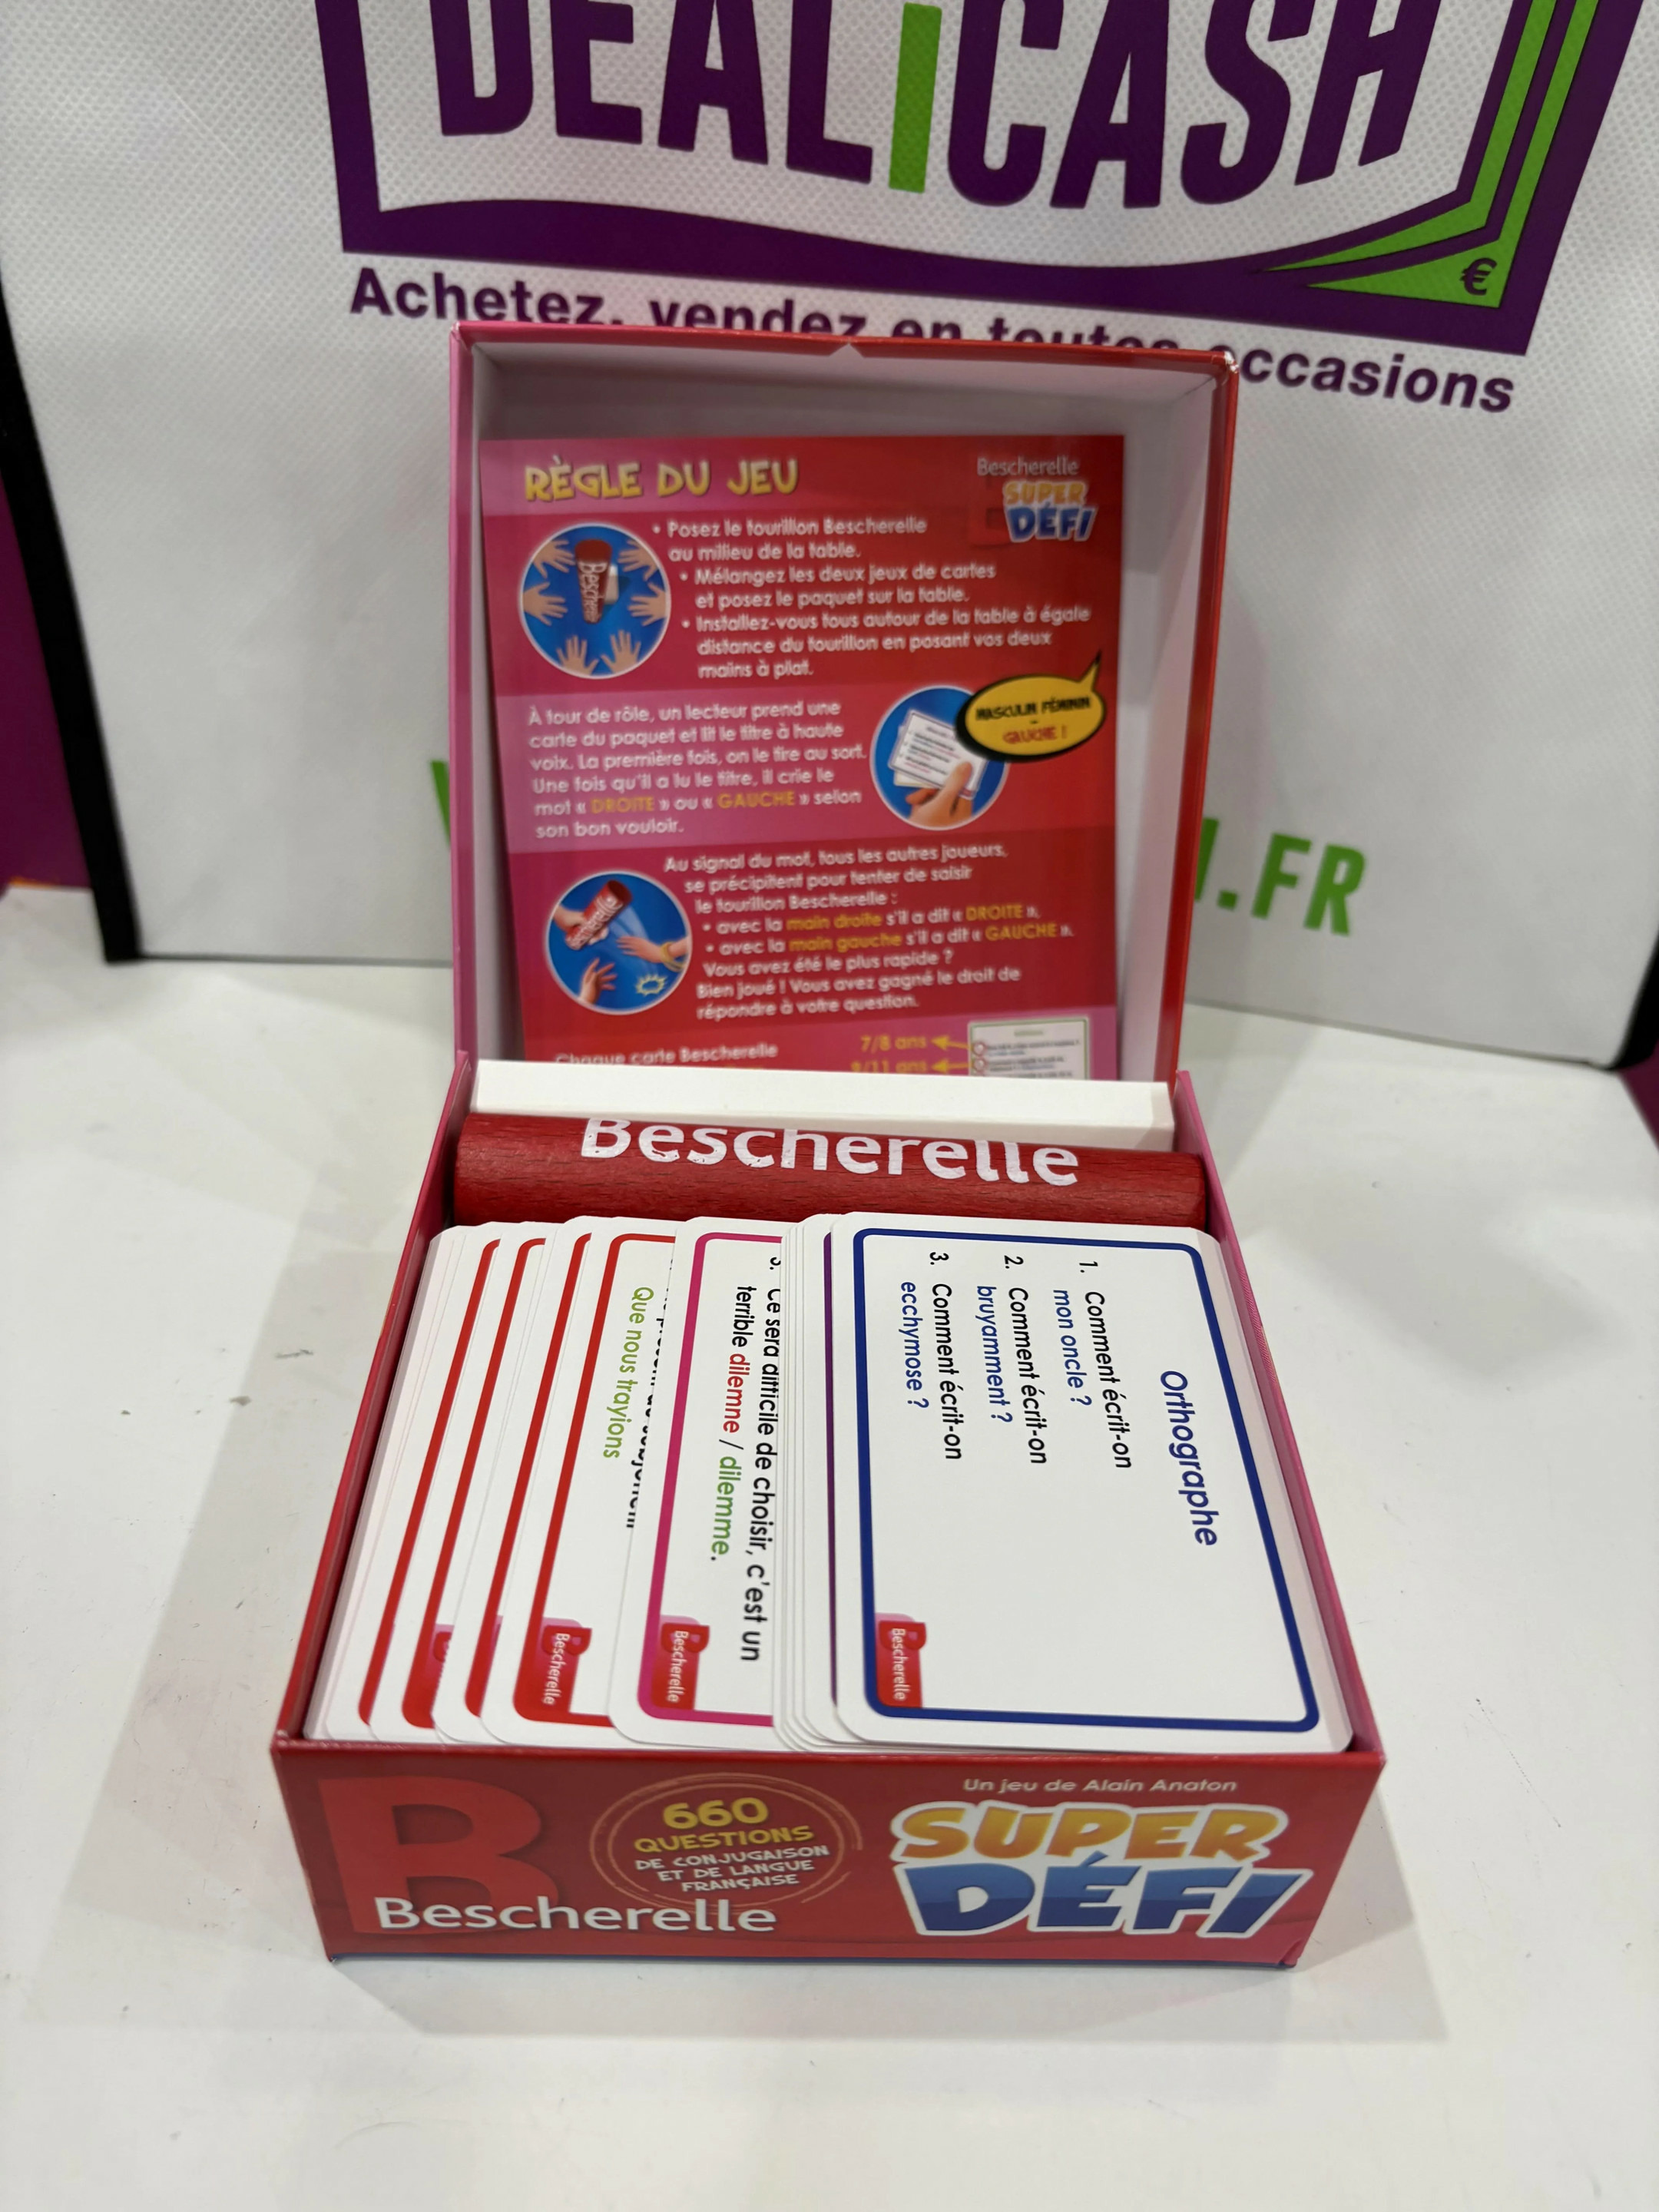 DEALiCASH
€
Achetez, vendez en toutes occasions
.FR
RÈGLE DU JEU
Bescherelle
SUPER
DÉFI
• Posez le tourillon Bescherelle
au milieu de la table.
• Mélangez les deux jeux de cartes
et posez le paquet sur la table.
• Installez-vous tous autour de la table à égale
distance du tourillon en posant vos deux
mains à plat.
À tour de rôle, un lecteur prend une
carte du paquet et lit le titre à haute
voix. La première fois, on le tire au sort.
Une fois qu'il a lu le titre, il crie le
mot « DROITE » ou « GAUCHE » selon
son bon vouloir.
MASCULIN FÉMININ
-
GAUCHE !
Au signal du mot, tous les autres joueurs,
se précipitent pour tenter de saisir
le tourillon Bescherelle :
• avec la main droite s'il a dit « DROITE »,
• avec la main gauche s'il a dit « GAUCHE ».
Vous avez été le plus rapide ?
Bien joué ! Vous avez gagné le droit de
répondre à votre question.
Chaque carte Bescherelle
7/8 ans
9/11 ans
Bescherelle
Orthographe
1. Comment écrit-on
mon oncle ?
2. Comment écrit-on
bruyamment ?
3. Comment écrit-on
ecchymose ?
Bescherelle
3. Ce sera difficile de choisir, c'est un
terrible dilemne / dilemme.
Bescherelle
Que nous trayions
Bescherelle
B
Bescherelle
660
QUESTIONS
DE CONJUGAISON
ET DE LANGUE
FRANÇAISE
Un jeu de Alain Anaton
SUPER
DÉFI